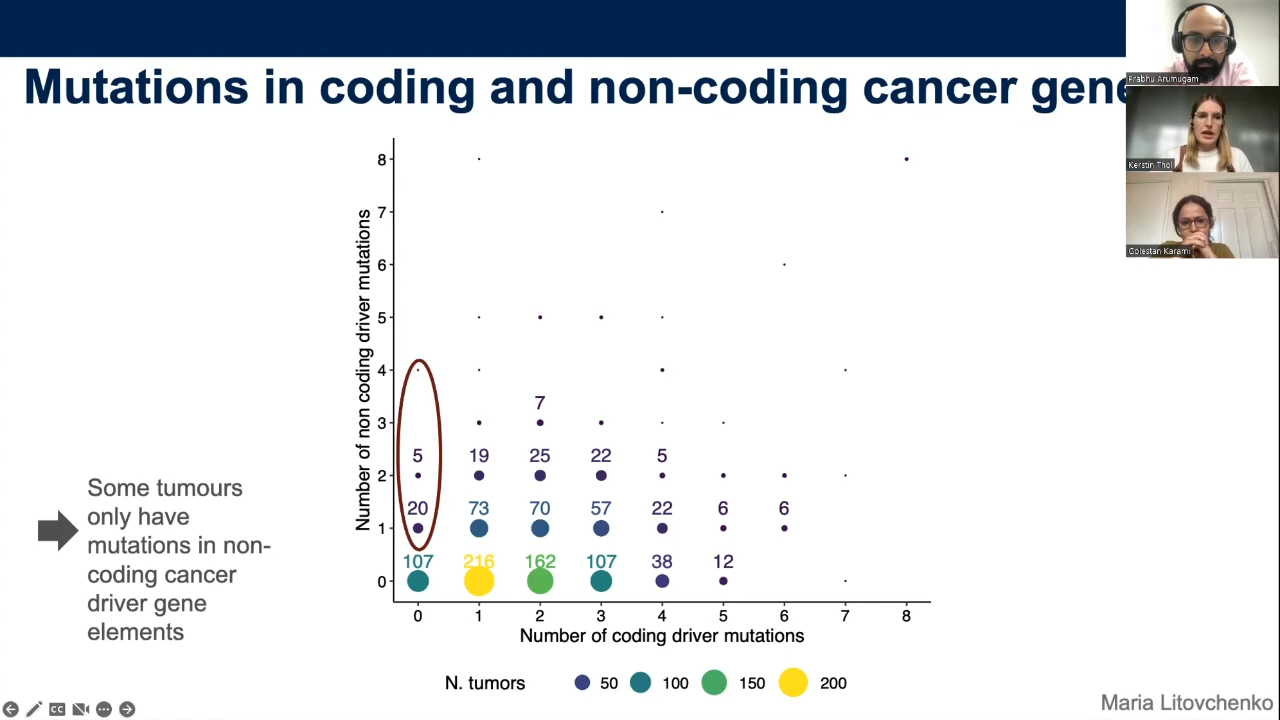 Mutations in coding and non-coding cancer gene
Prabhu Arumugam
Kerstin Thol
Golestan Karami
Number of non coding driver mutations
8
7
6
5
4
3
2
1
0
7
5 19 25 22 5
20 73 70 57 22 6 6
107 216 162 107 38 12
0 1 2 3 4 5 6 7 8
Number of coding driver mutations
N. tumors 50 100 150 200
Some tumours
only have
mutations in non-
coding cancer
driver gene
elements
CC
Maria Litovchenko